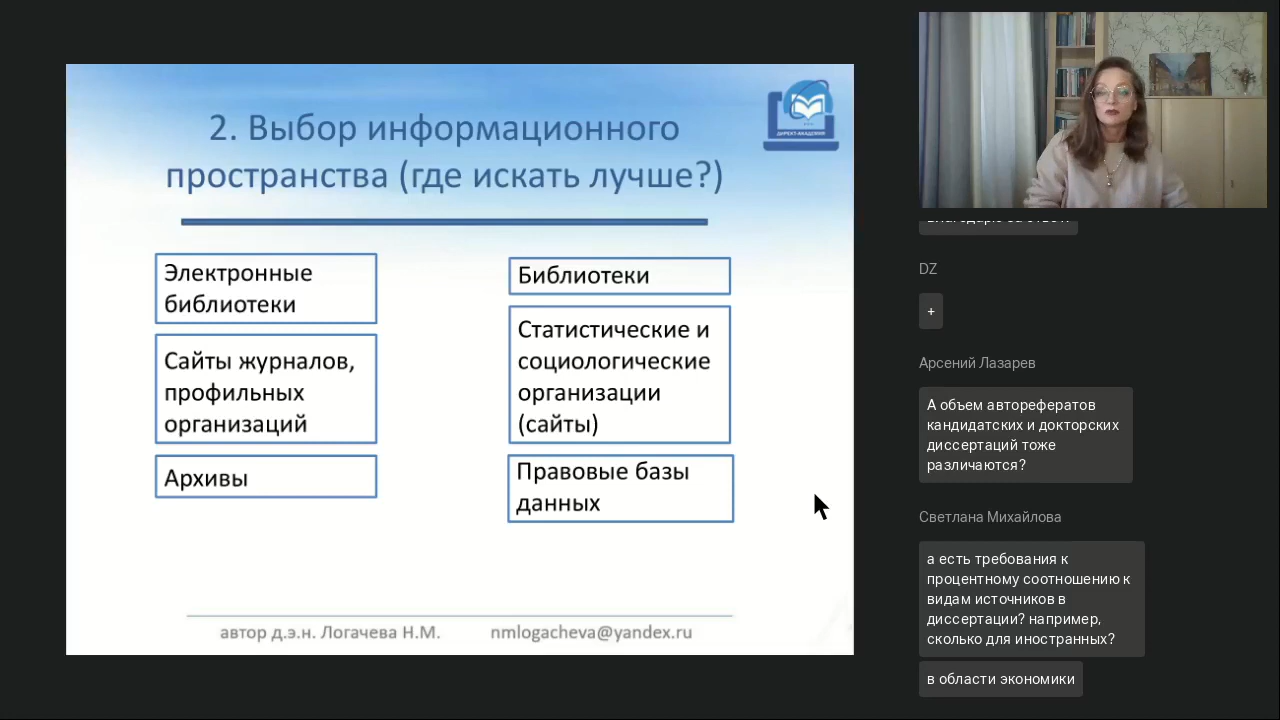 2. Выбор информационного
пространства (где искать лучше?)
ДИРЕКТ-АКАДЕМИЯ
Электронные
библиотеки
Сайты журналов,
профильных
организаций
Архивы
Библиотеки
Статистические и
социологические
организации
(сайты)
Правовые базы
данных
автор д.э.н. Логачева Н.М.
nmlogacheva@yandex.ru
DZ
+
Арсений Лазарев
А объем авторефератов
кандидатских и докторских
диссертаций тоже
различаются?
Светлана Михайлова
а есть требования к
процентному соотношению к
видам источников в
диссертации? например,
сколько для иностранных?
в области экономики